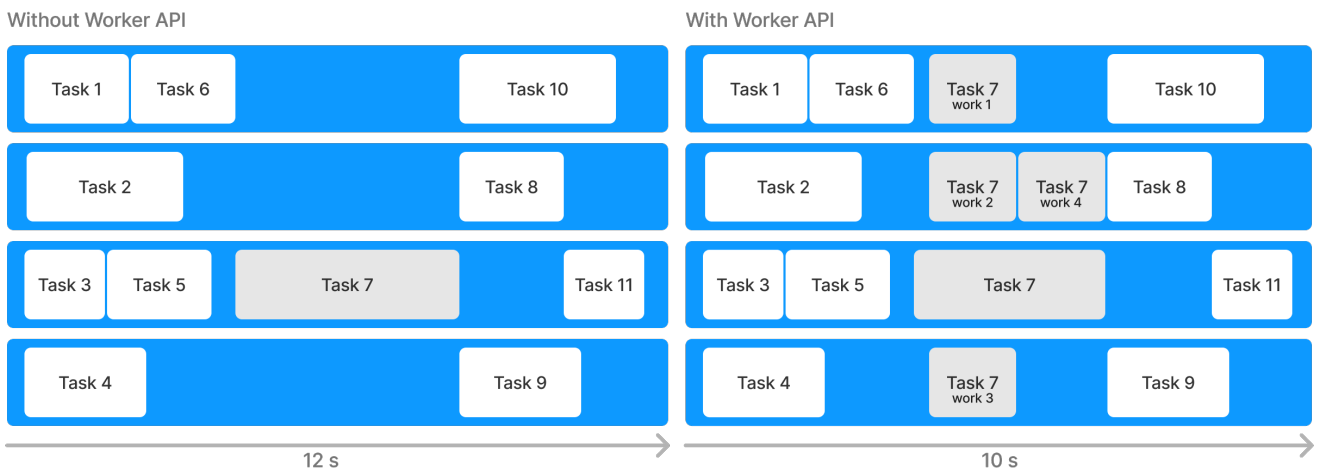 Without Worker API
Task 1
Task 6
Task 10
Task 2
Task 8
Task 3
Task 5
Task 7
Task 11
Task 4
Task 9
12 s
With Worker API
Task 1
Task 6
Task 7
work 1
Task 10
Task 2
Task 7
work 2
Task 7
work 4
Task 8
Task 3
Task 5
Task 7
Task 11
Task 4
Task 7
work 3
Task 9
10 s